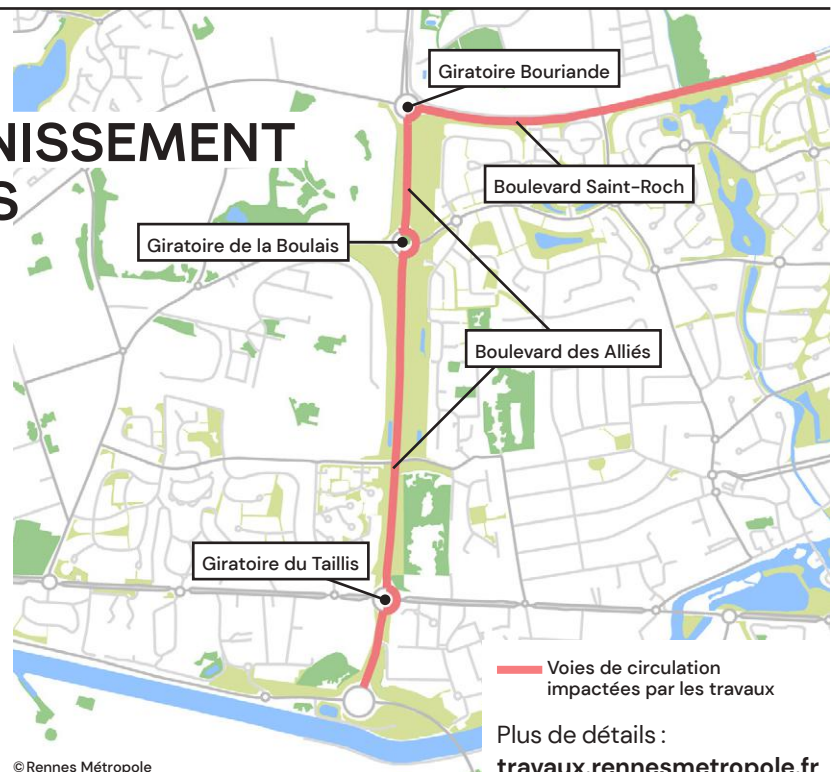 Giratoire Bouriande
NISSEMENT
S
Boulevard Saint-Roch
Giratoire de la Boulais
Boulevard des Alliés
Giratoire du Taillis
Voies de circulation
impactées par les travaux
Plus de détails :
travaux.rennesmetropole.fr
©Rennes Métropole